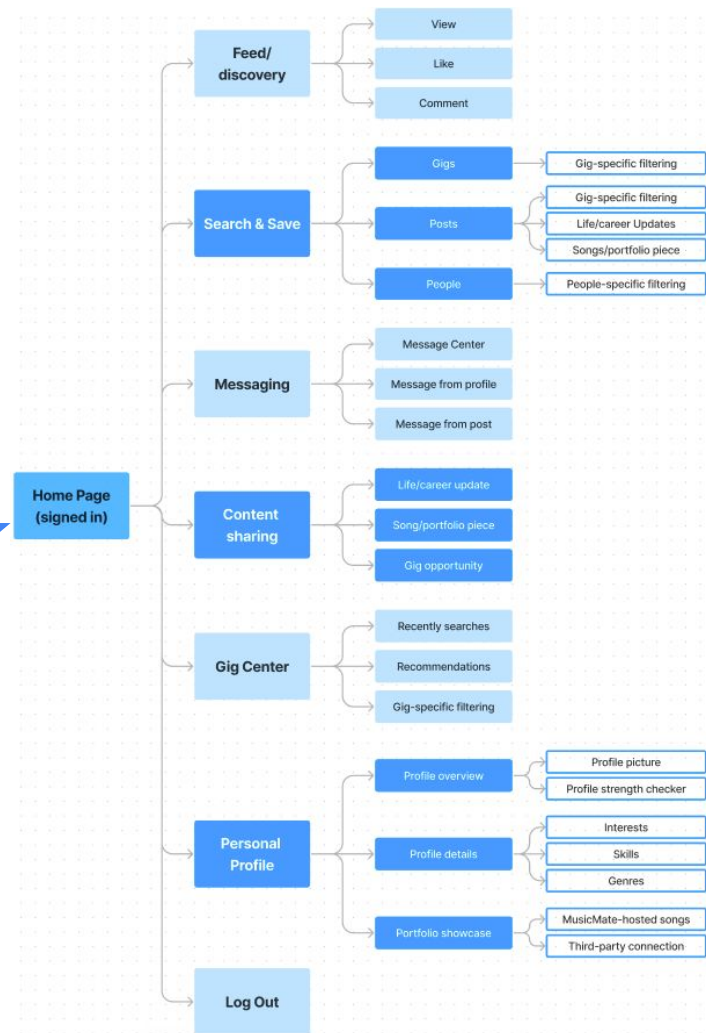 Feed/
discovery
View
Like
Comment
Search & Save
Gigs
Gig-specific filtering
Posts
Gig-specific filtering
Life/career Updates
Songs/portfolio piece
People
People-specific filtering
Messaging
Message Center
Message from profile
Message from post
Home Page
(signed in)
Content
sharing
Life/career update
Song/portfolio piece
Gig opportunity
Gig Center
Recently searches
Recommendations
Gig-specific filtering
Personal
Profile
Profile overview
Profile picture
Profile strength checker
Profile details
Interests
Skills
Genres
Portfolio showcase
MusicMate-hosted songs
Third-party connection
Log Out